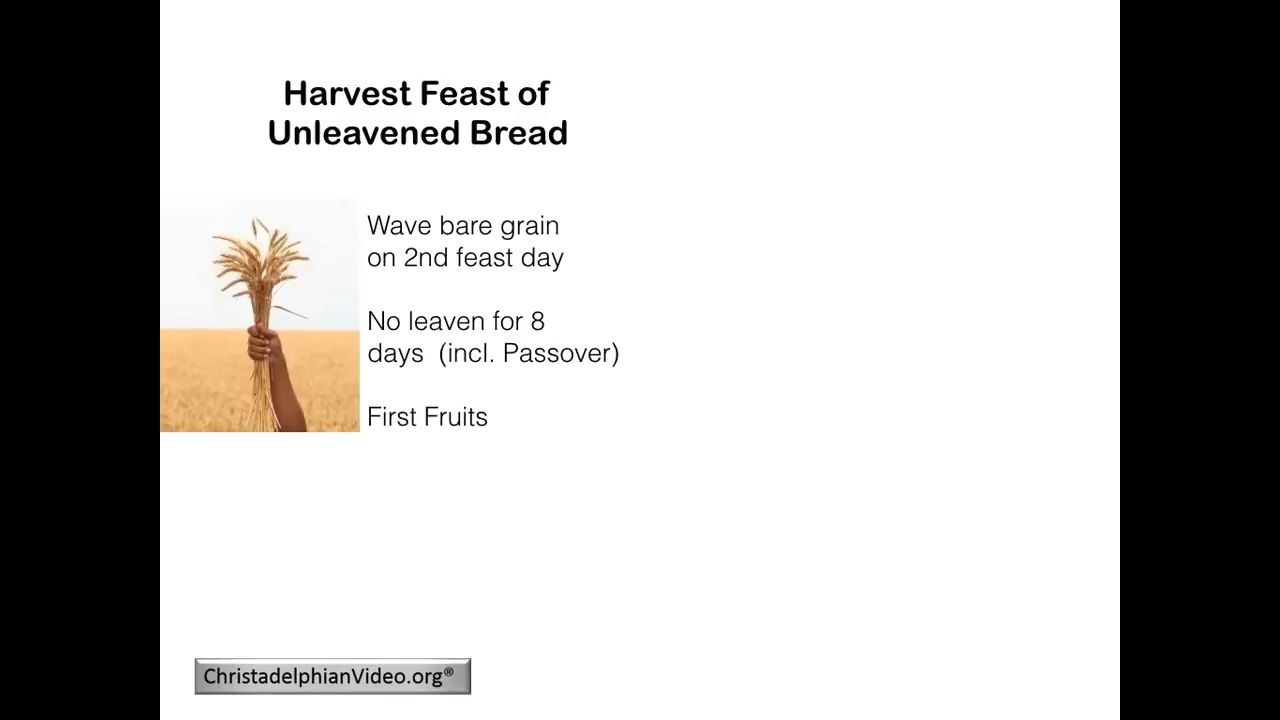 Harvest Feast of
Unleavened Bread
Wave bare grain
on 2nd feast day
No leaven for 8
days  (incl. Passover)
First Fruits
ChristadelphianVideo.org®